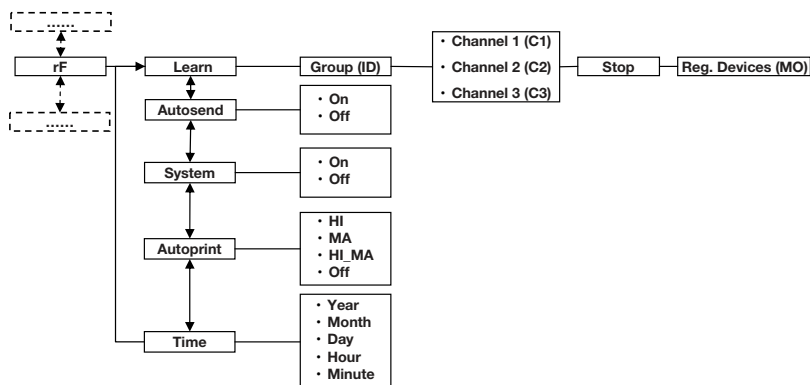 ......
rF
......
Learn
Group (ID)
• Channel 1 (C1)
• Channel 2 (C2)
• Channel 3 (C3)
Stop
Reg. Devices (MO)
Autosend
• On
• Off
System
• On
• Off
Autoprint
• HI
• MA
• HI_MA
• Off
Time
• Year
• Month
• Day
• Hour
• Minute